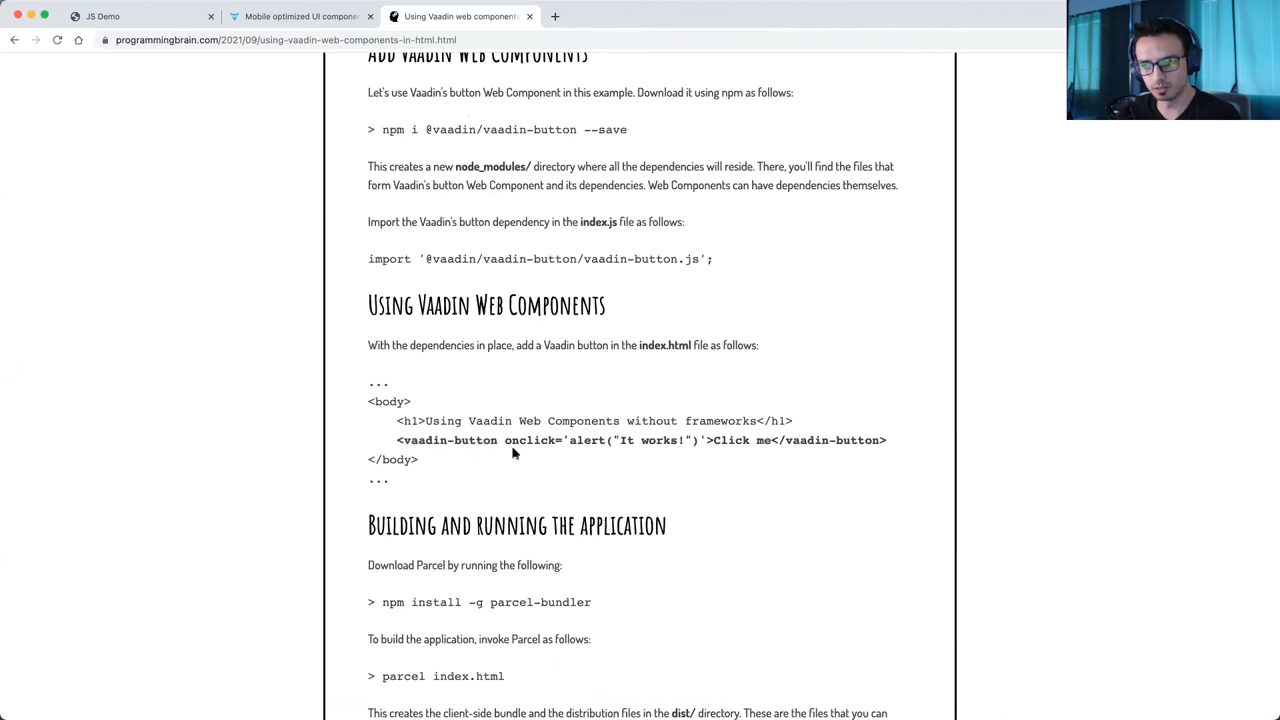 JS Demo
Mobile optimized UI compone
Using Vaadin web components
programmingbrain.com/2021/09/using-vaadin-web-components-in-html.html
Add Vaadin Web Components
Let's use Vaadin's button Web Component in this example. Download it using npm as follows:
> npm i @vaadin/vaadin-button --save
This creates a new node_modules/ directory where all the dependencies will reside. There, you'll find the files that
form Vaadin's button Web Component and its dependencies. Web Components can have dependencies themselves.
Import the Vaadin's button dependency in the index.js file as follows:
import '@vaadin/vaadin-button/vaadin-button.js';
Using Vaadin Web Components
With the dependencies in place, add a Vaadin button in the index.html file as follows:
...
<body>
<h1>Using Vaadin Web Components without frameworks</h1>
<vaadin-button onclick='alert("It works!")'>Click me</vaadin-button>
</body>
...
Building and running the application
Download Parcel by running the following:
> npm install -g parcel-bundler
To build the application, invoke Parcel as follows:
> parcel index.html
This creates the client-side bundle and the distribution files in the dist/ directory. These are the files that you can